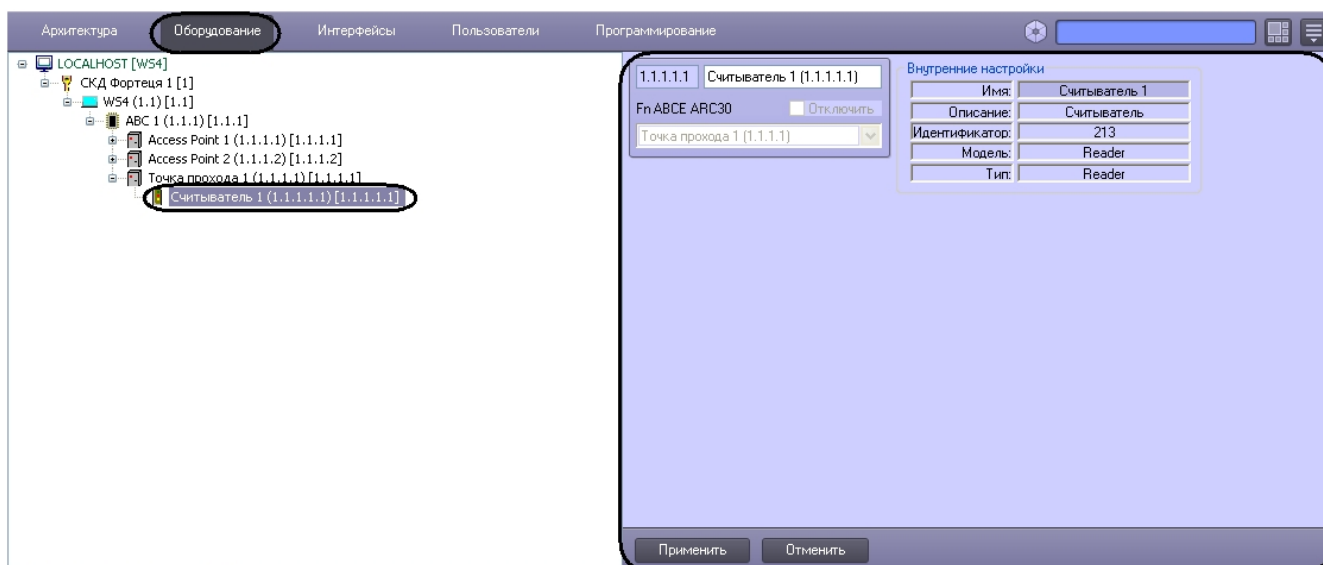 Архитектура Оборудование Интерфейсы Пользователи Программирование
LOCALHOST [WS4]
СКД Фортеця 1 [1]
WS4 (1.1) [1.1]
ABC 1 (1.1.1) [1.1.1]
Access Point 1 (1.1.1.1) [1.1.1.1]
Access Point 2 (1.1.1.2) [1.1.1.2]
Точка прохода 1 (1.1.1.1) [1.1.1.1]
Считыватель 1 (1.1.1.1.1) [1.1.1.1.1]
1.1.1.1.1 Считыватель 1 (1.1.1.1.1)
Fn ABCE ARC30 Отключить
Точка прохода 1 (1.1.1.1)
Внутренние настройки
Имя: Считыватель 1
Описание: Считыватель
Идентификатор: 213
Модель: Reader
Тип: Reader
Применить Отменить